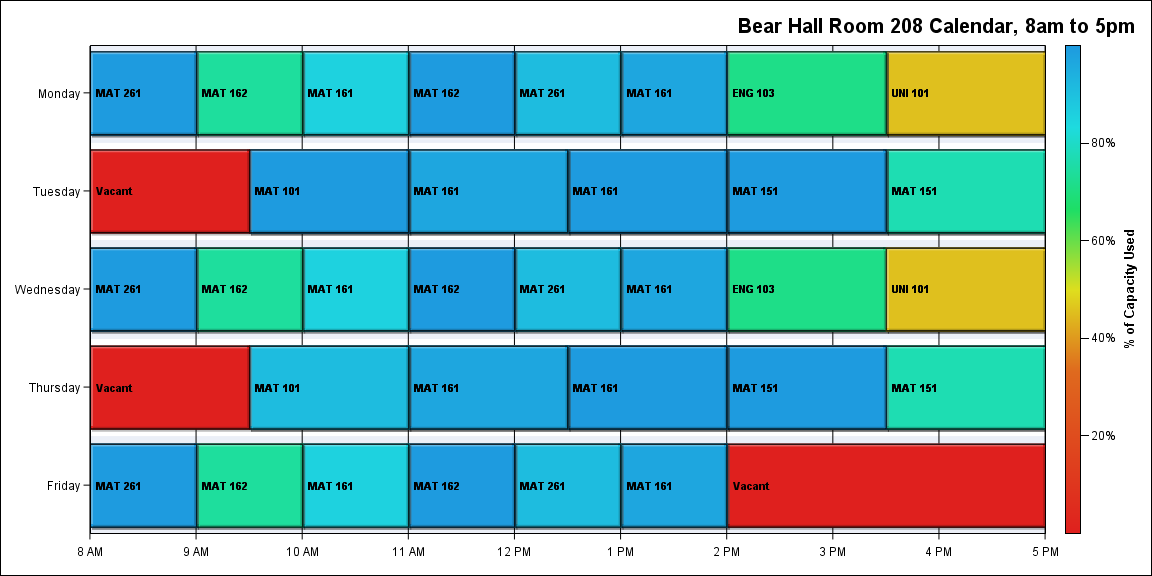 Bear Hall Room 208 Calendar, 8am to 5pm
Monday
MAT 261 MAT 162 MAT 161 MAT 162 MAT 261 MAT 161 ENG 103 UNI 101
Tuesday
Vacant MAT 101 MAT 161 MAT 161 MAT 151 MAT 151
Wednesday
MAT 261 MAT 162 MAT 161 MAT 162 MAT 261 MAT 161 ENG 103 UNI 101
Thursday
Vacant MAT 101 MAT 161 MAT 161 MAT 151 MAT 151
Friday
MAT 261 MAT 162 MAT 161 MAT 162 MAT 261 MAT 161 Vacant
8 AM 9 AM 10 AM 11 AM 12 PM 1 PM 2 PM 3 PM 4 PM 5 PM
80%
60%
40%
20%
% of Capacity Used